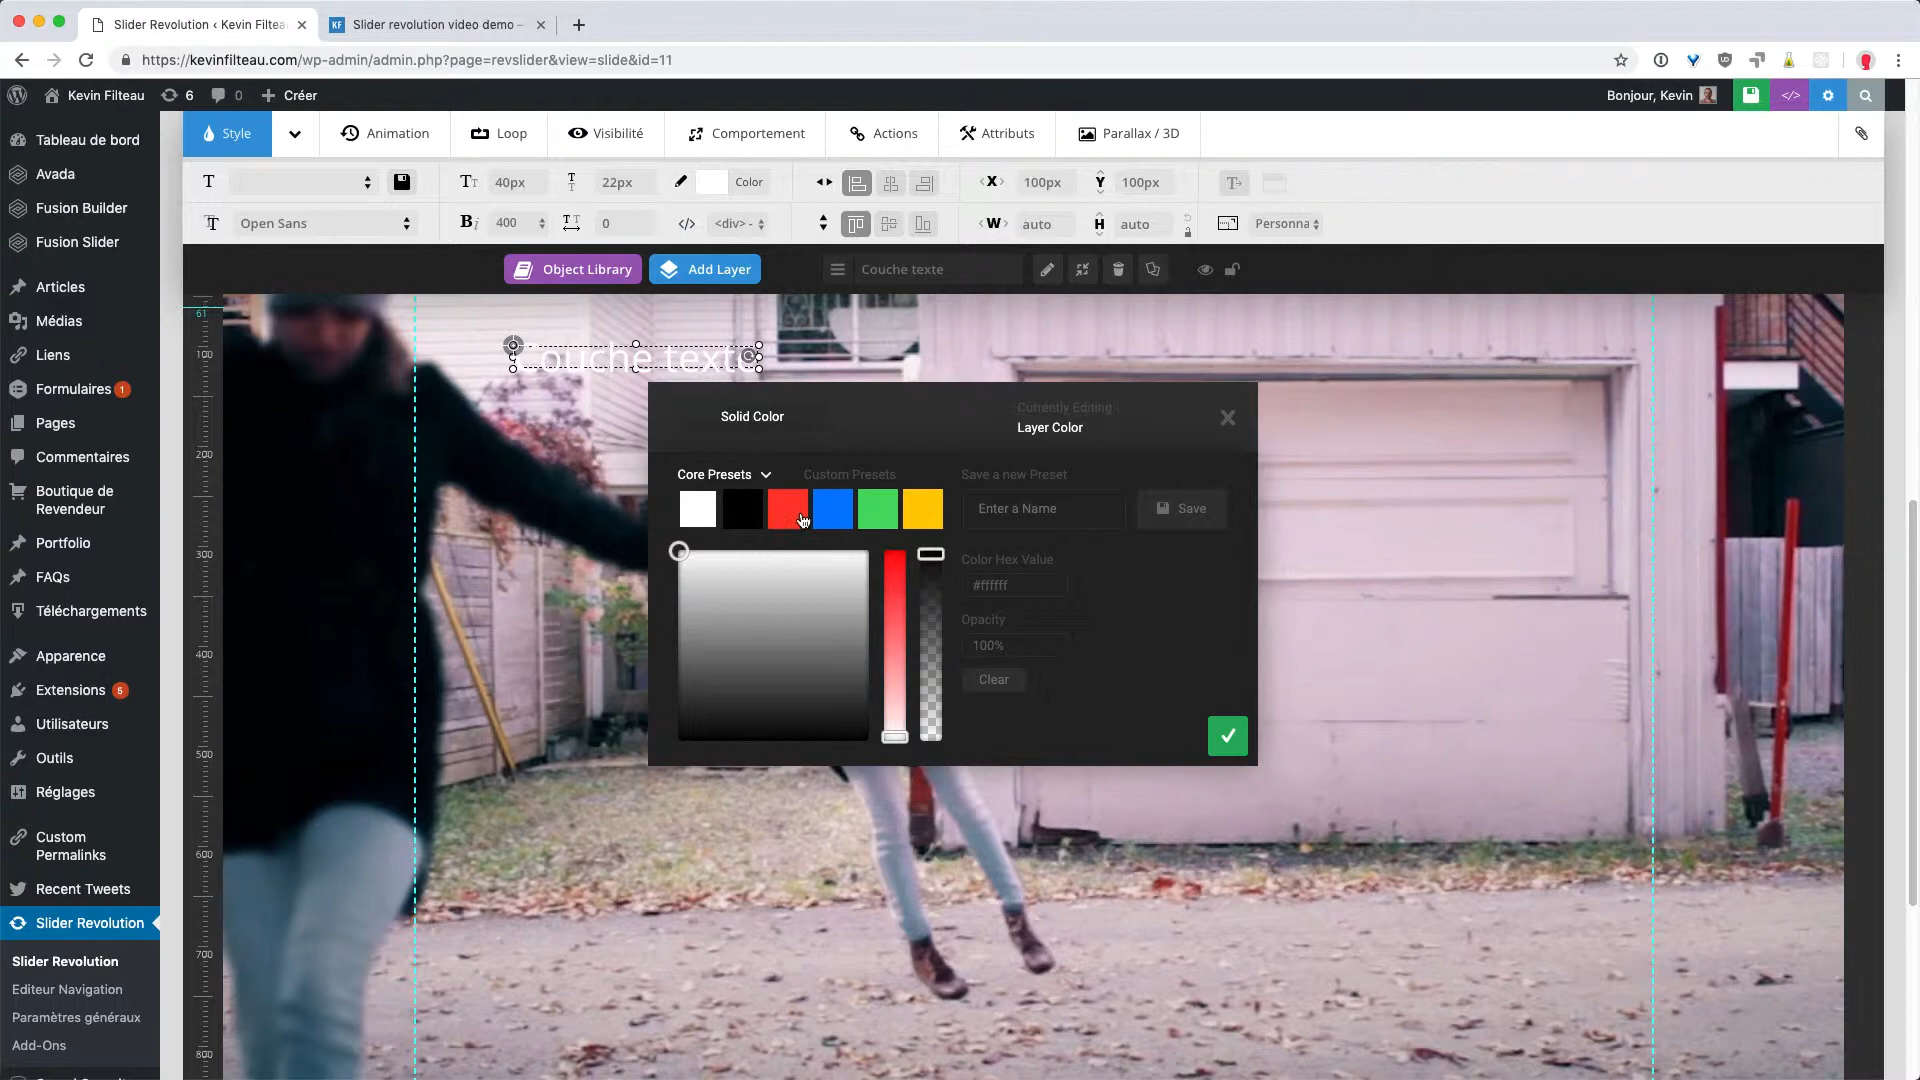 Slider Revolution ‹ Kevin Filtea
Slider revolution video demo –
https://kevinfilteau.com/wp-admin/admin.php?page=revslider&view=slide&id=11
Kevin Filteau
6
0
Créer
Bonjour, Kevin
Tableau de bord
Avada
Fusion Builder
Fusion Slider
Articles
Médias
Liens
Formulaires 1
Pages
Commentaires
Boutique de
Revendeur
Portfolio
FAQs
Téléchargements
Apparence
Extensions 5
Utilisateurs
Outils
Réglages
Custom
Permalinks
Recent Tweets
Slider Revolution
Slider Revolution
Editeur Navigation
Paramètres généraux
Add-Ons
Style
Animation
Loop
Visibilité
Comportement
Actions
Attributs
Parallax / 3D
40px
22px
Color
X
100px
Y
100px
Open Sans
400
0
<div> -
W
auto
H
auto
Personna
Object Library
Add Layer
Couche texte
61
100
200
300
400
500
600
700
800
Couche texte
Solid Color
Currently Editing
Layer Color
Core Presets
Custom Presets
Save a new Preset
Enter a Name
Save
Color Hex Value
#ffffff
Opacity
100%
Clear